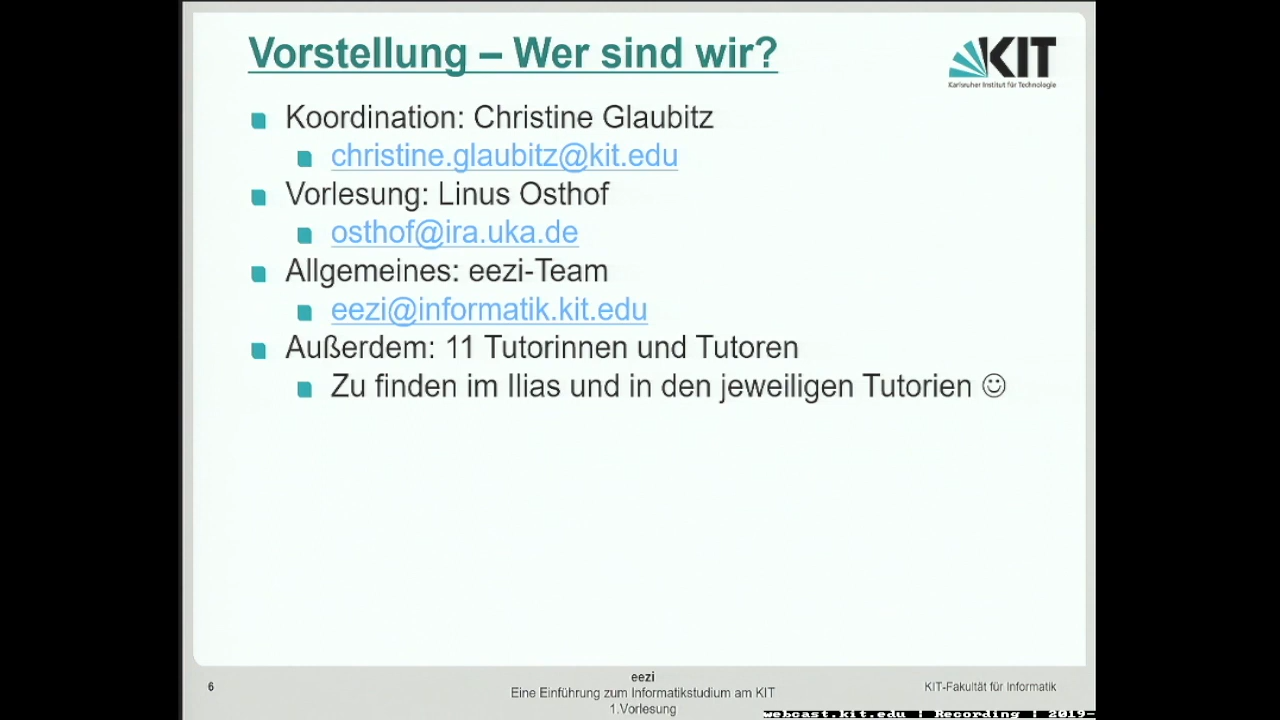 Vorstellung – Wer sind wir?
KIT
Karlsruher Institut für Technologie
Koordination: Christine Glaubitz
christine.glaubitz@kit.edu
Vorlesung: Linus Osthof
osthof@ira.uka.de
Allgemeines: eezi-Team
eezi@informatik.kit.edu
Außerdem: 11 Tutorinnen und Tutoren
Zu finden im Ilias und in den jeweiligen Tutorien ☺
6
eezi
Eine Einführung zum Informatikstudium am KIT
1.Vorlesung
KIT-Fakultät für Informatik
webcast.kit.edu | Recording | 2019-